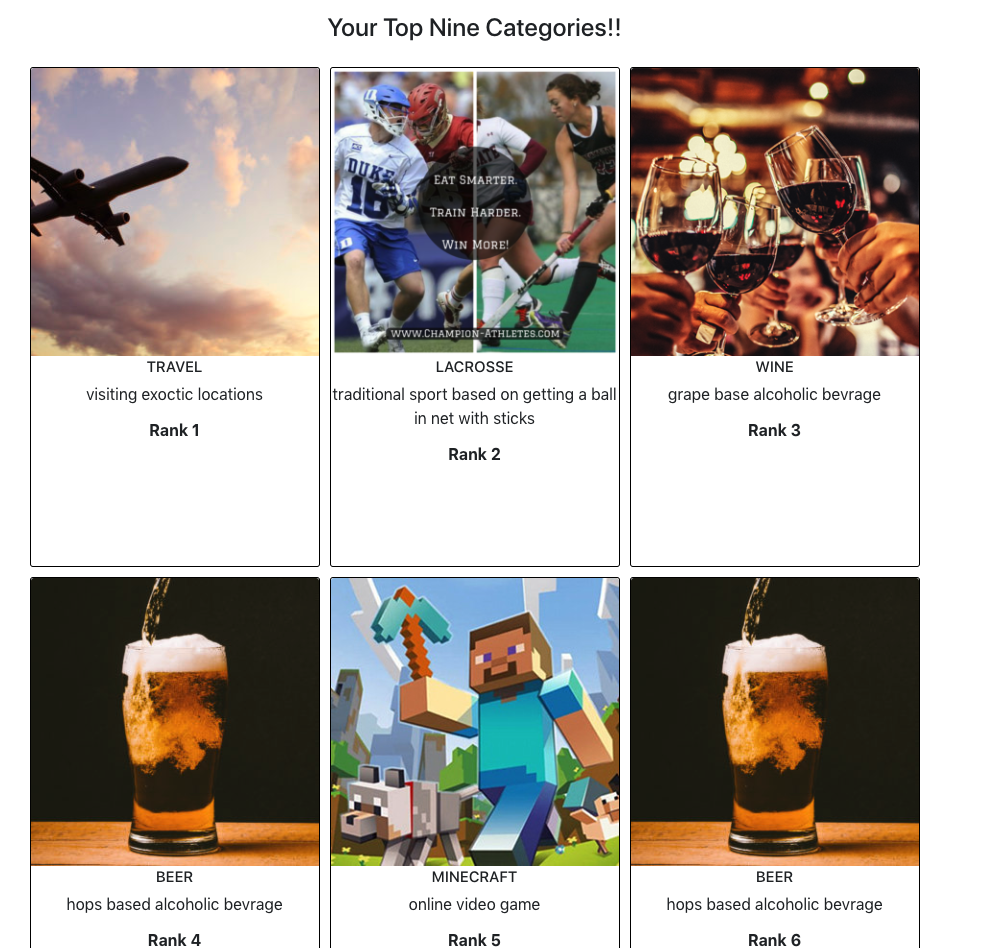 Your Top Nine Categories!!
DUKE
18
EAT SMARTER.
TRAIN HARDER.
WIN MORE!
WWW.CHAMPION-ATHLETES.COM
TRAVEL
visiting exoctic locations
Rank 1
LACROSSE
traditional sport based on getting a ball
in net with sticks
Rank 2
WINE
grape base alcoholic bevrage
Rank 3
BEER
hops based alcoholic bevrage
Rank 4
MINECRAFT
online video game
Rank 5
BEER
hops based alcoholic bevrage
Rank 6